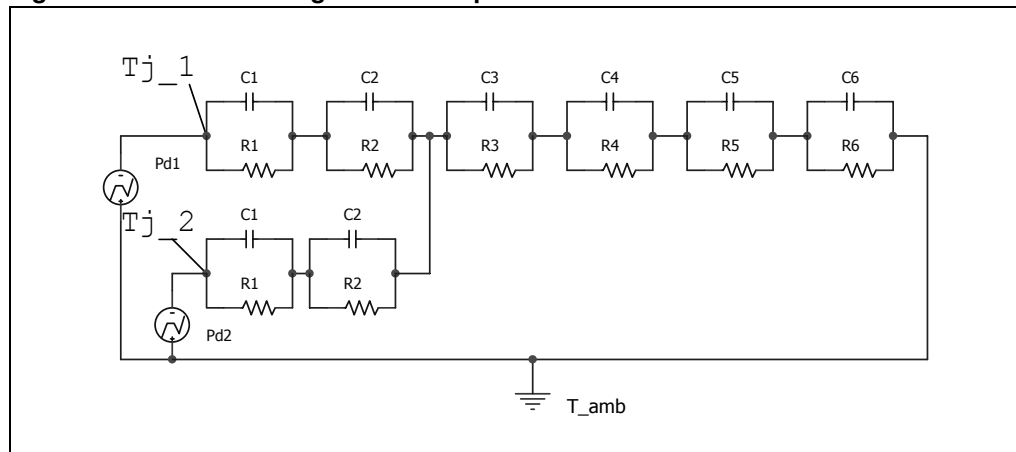 Tj_1
C1 C2 C3 C4 C5 C6
R1 R2 R3 R4 R5 R6
Pd1
Tj_2
C1 C2
R1 R2
Pd2
T_amb